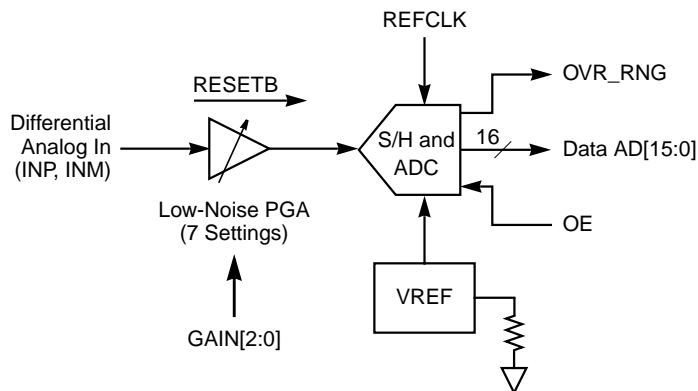 REFCLK
RESETB
OVR_RNG
Differential
Analog In
(INP, INM)
S/H and
ADC
16
Data AD[15:0]
Low-Noise PGA
(7 Settings)
OE
VREF
GAIN[2:0]